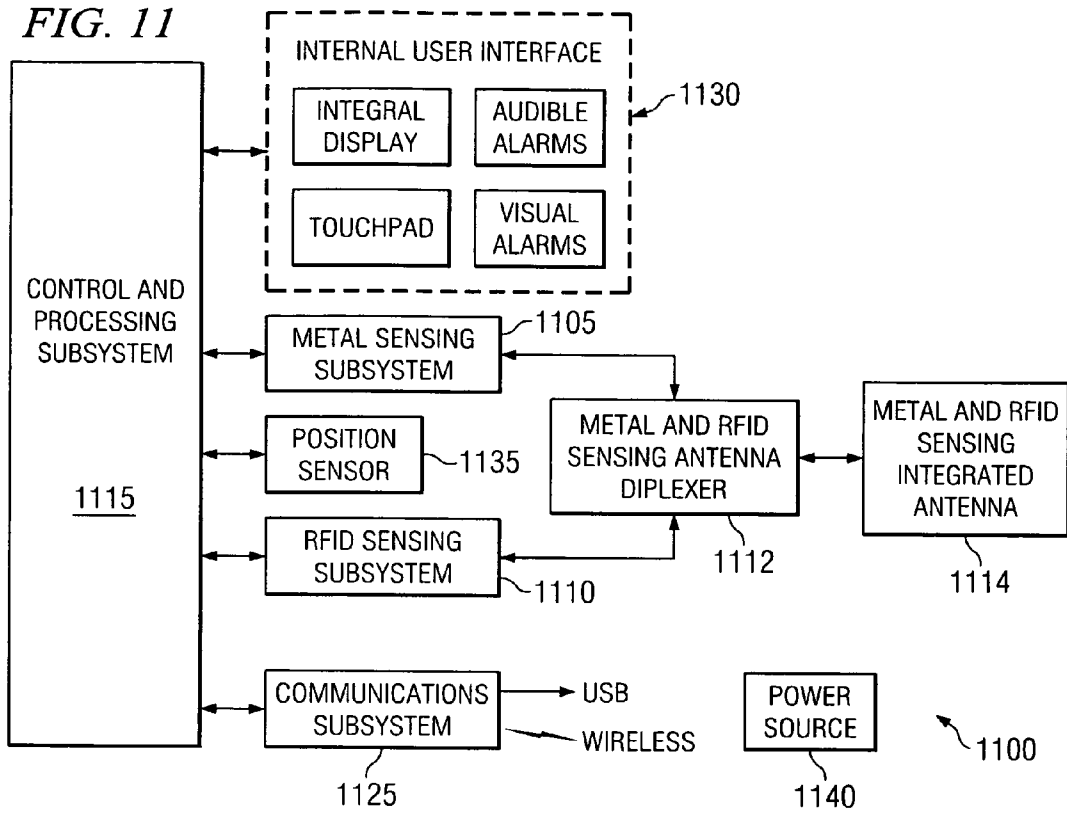 FIG. 11
INTERNAL USER INTERFACE
INTEGRAL
DISPLAY
AUDIBLE
ALARMS
1130
TOUCHPAD
VISUAL
ALARMS
CONTROL AND
PROCESSING
SUBSYSTEM
1115
METAL SENSING
SUBSYSTEM
1105
POSITION
SENSOR
1135
RFID SENSING
SUBSYSTEM
1110
METAL AND RFID
SENSING ANTENNA
DIPLEXER
1112
METAL AND RFID
SENSING
INTEGRATED
ANTENNA
1114
COMMUNICATIONS
SUBSYSTEM
1125
USB
WIRELESS
POWER
SOURCE
1140
1100